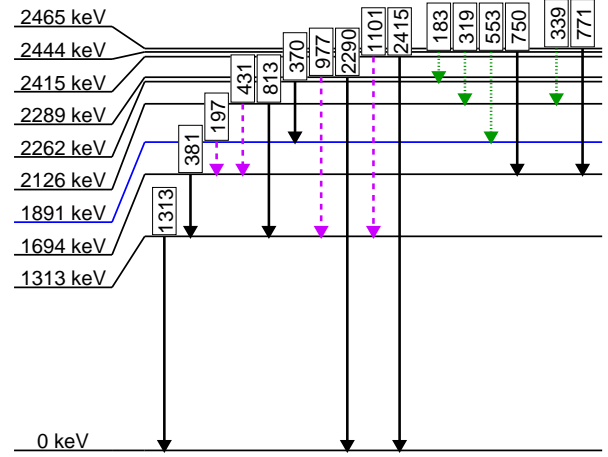 2465 keV
2444 keV
2415 keV
2289 keV
2262 keV
2126 keV
1891 keV
1694 keV
1313 keV
0 keV
1313
381
197
431
813
370
977
2290
1101
2415
183
319
553
750
339
771